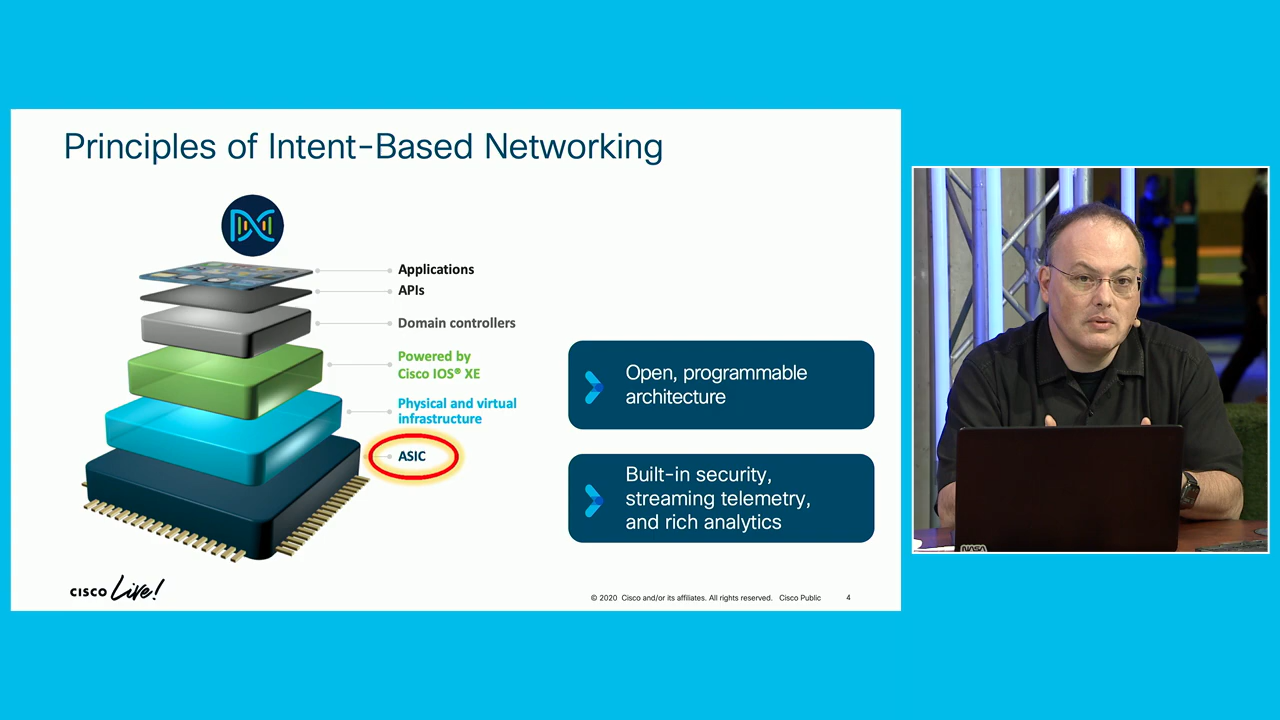 Principles of Intent-Based Networking
Applications
APIs
Domain controllers
Powered by
Cisco IOS® XE
Physical and virtual
infrastructure
ASIC
Open, programmable
architecture
Built-in security,
streaming telemetry,
and rich analytics
CISCO Live!
© 2020 Cisco and/or its affiliates. All rights reserved. Cisco Public 4
NASA